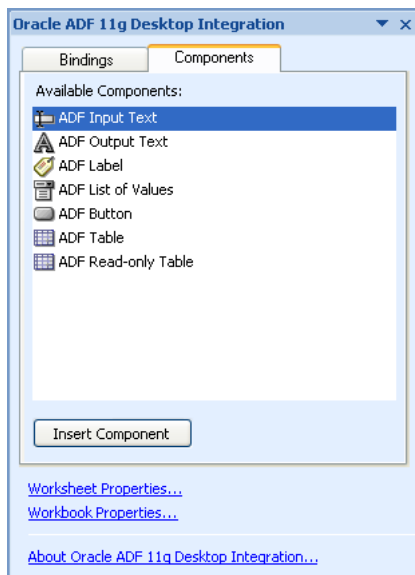 Oracle ADF 11g Desktop Integration
Bindings Components
Available Components:
ADF Input Text
ADF Output Text
ADF Label
ADF List of Values
ADF Button
ADF Table
ADF Read-only Table
Insert Component
Worksheet Properties...
Workbook Properties...
About Oracle ADF 11g Desktop Integration...